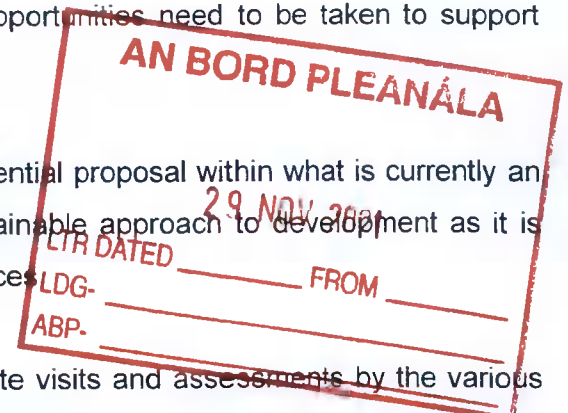 opportunities need to be taken to support
AN BORD PLEANÁLA
ential proposal within what is currently an
29 NOV
ainable approach to development as it is
LTR DATED FROM
ces
LDG-
ABP-
te visits and assessments by the various